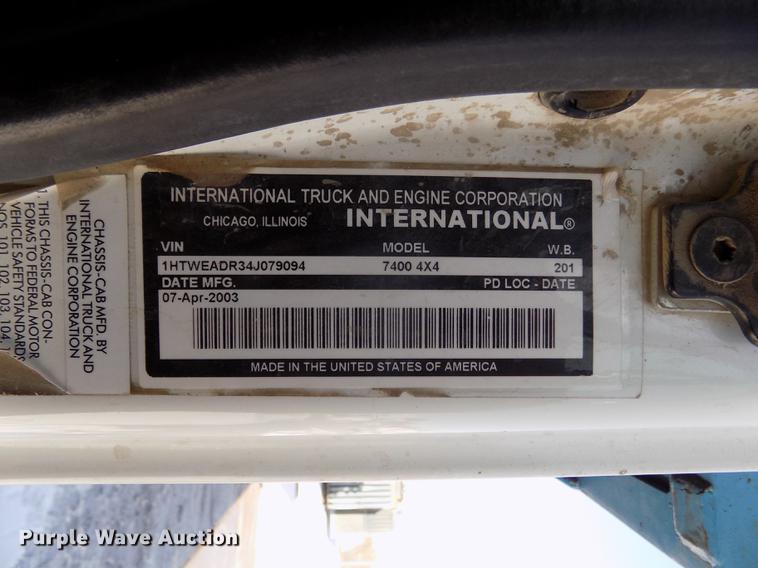 INTERNATIONAL TRUCK AND ENGINE CORPORATION
CHICAGO, ILLINOIS INTERNATIONAL®
VIN MODEL W.B.
1HTWEADR34J079094 7400 4X4 201
DATE MFG. PD LOC - DATE
07-Apr-2003
MADE IN THE UNITED STATES OF AMERICA
CHASSIS-CAB MFD. BY
INTERNATIONAL TRUCK AND
ENGINE CORPORATION
THIS CHASSIS-CAB CON-
FORMS TO FEDERAL MOTOR
VEHICLE SAFETY STANDARDS
NOS. 101, 102, 103, 104,
Purple Wave Auction